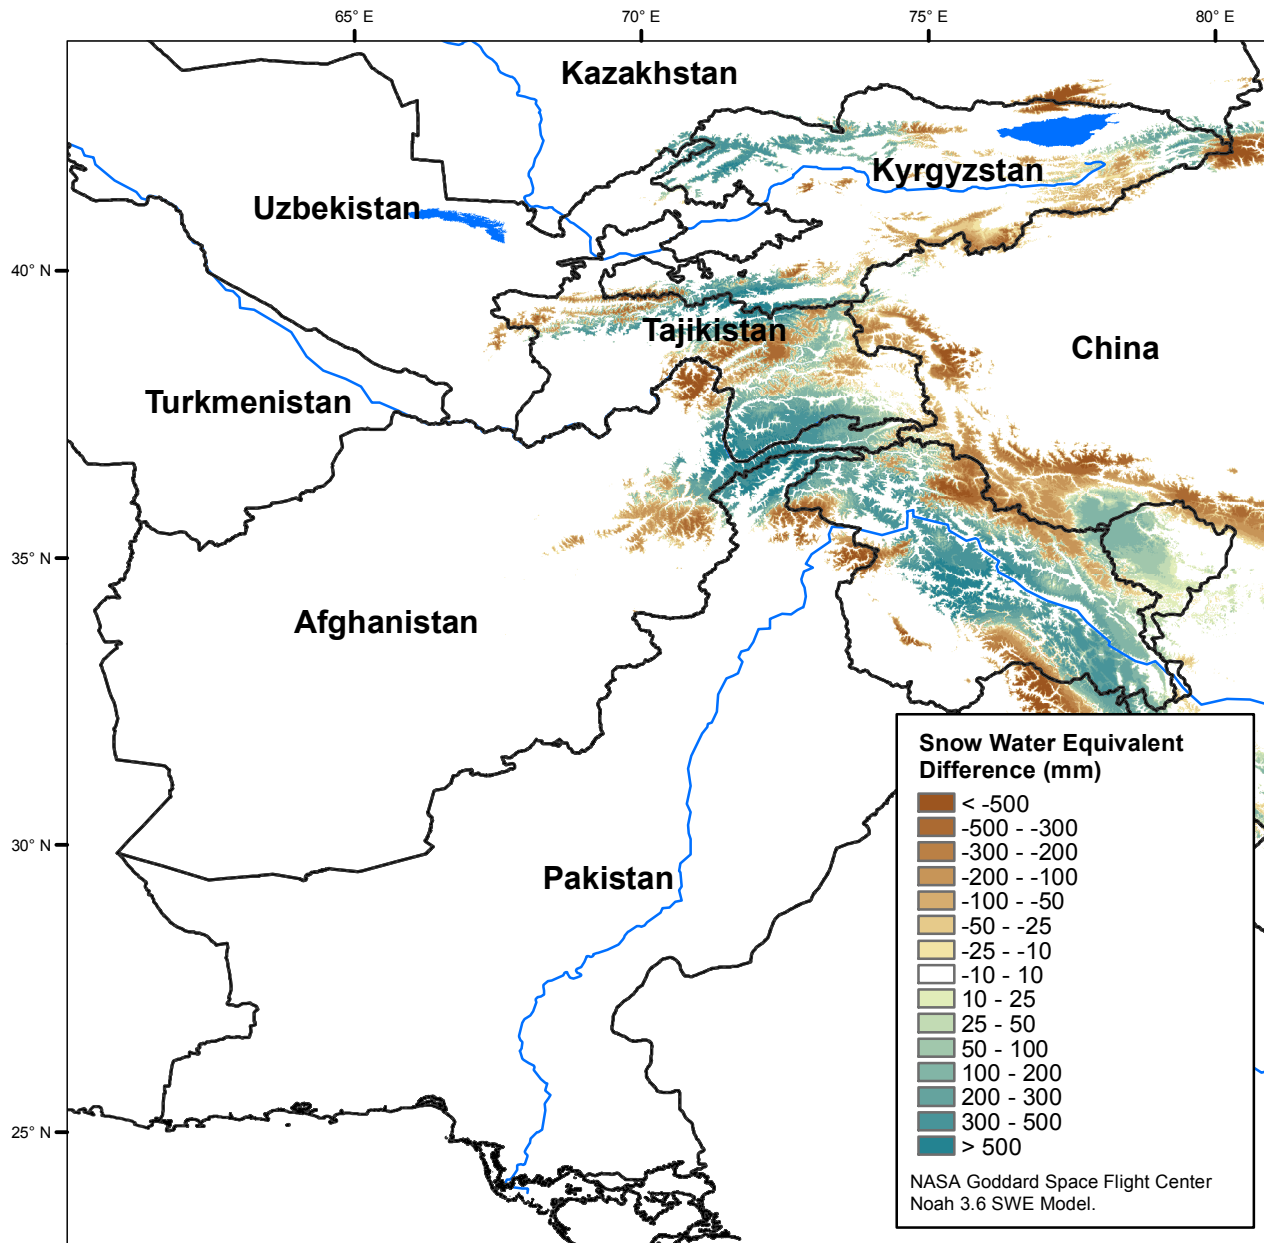 65° E
70° E
75° E
80° E
Kazakhstan
Kyrgyzstan
Uzbekistan
40° N
Tajikistan
China
Turkmenistan
35° N
Afghanistan
Snow Water Equivalent
Difference (mm)
< -500
-500 - -300
-300 - -200
-200 - -100
-100 - -50
-50 - -25
-25 - -10
-10 - 10
10 - 25
25 - 50
50 - 100
100 - 200
200 - 300
300 - 500
> 500
NASA Goddard Space Flight Center
Noah 3.6 SWE Model.
30° N
Pakistan
25° N